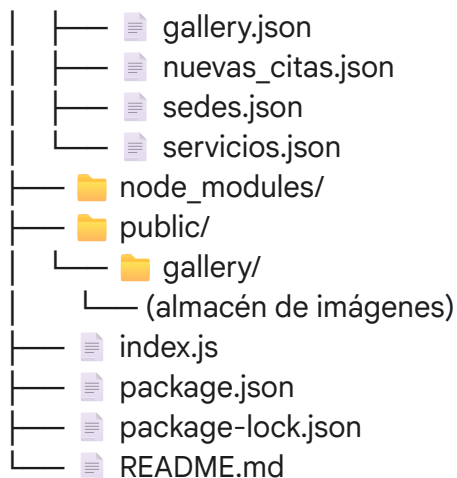 gallery.json
nuevas_citas.json
sedes.json
servicios.json
node_modules/
public/
gallery/
(almacén de imágenes)
index.js
package.json
package-lock.json
README.md